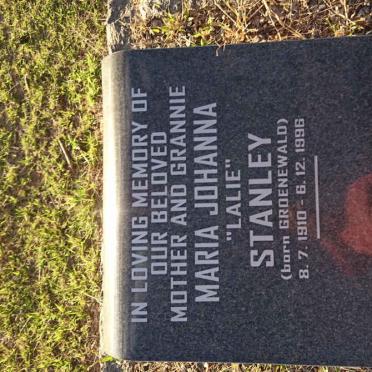 IN LOVING MEMORY OF
OUR BELOVED
MOTHER AND GRANNIE
MARIA JOHANNA
"LALIE"
STANLEY
(born GROENEWALD)
8. 7. 1910 - 6. 12. 1996